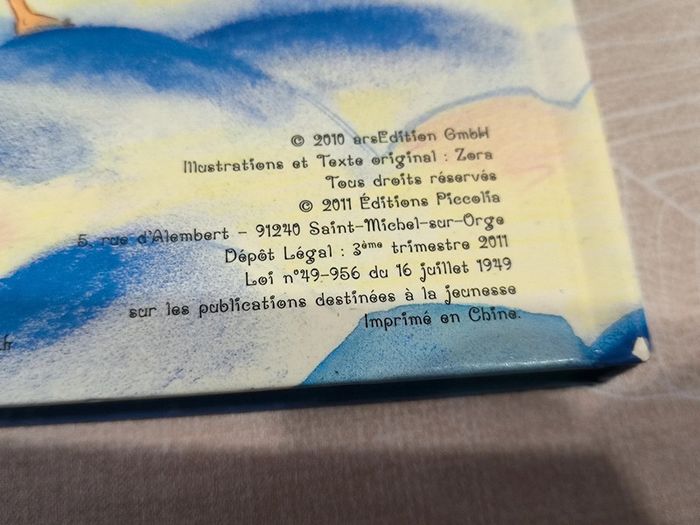 © 2010 arsEdition GmbH
Illustrations et Texte original : Zora
Tous droits réservés
© 2011 Éditions Piccolia
5, rue d'Alembert - 91240 Saint-Michel-sur-Orge
Dépôt Légal : 3ème trimestre 2011
Loi n°49-956 du 16 juillet 1949
sur les publications destinées à la jeunesse
Imprimé en Chine.